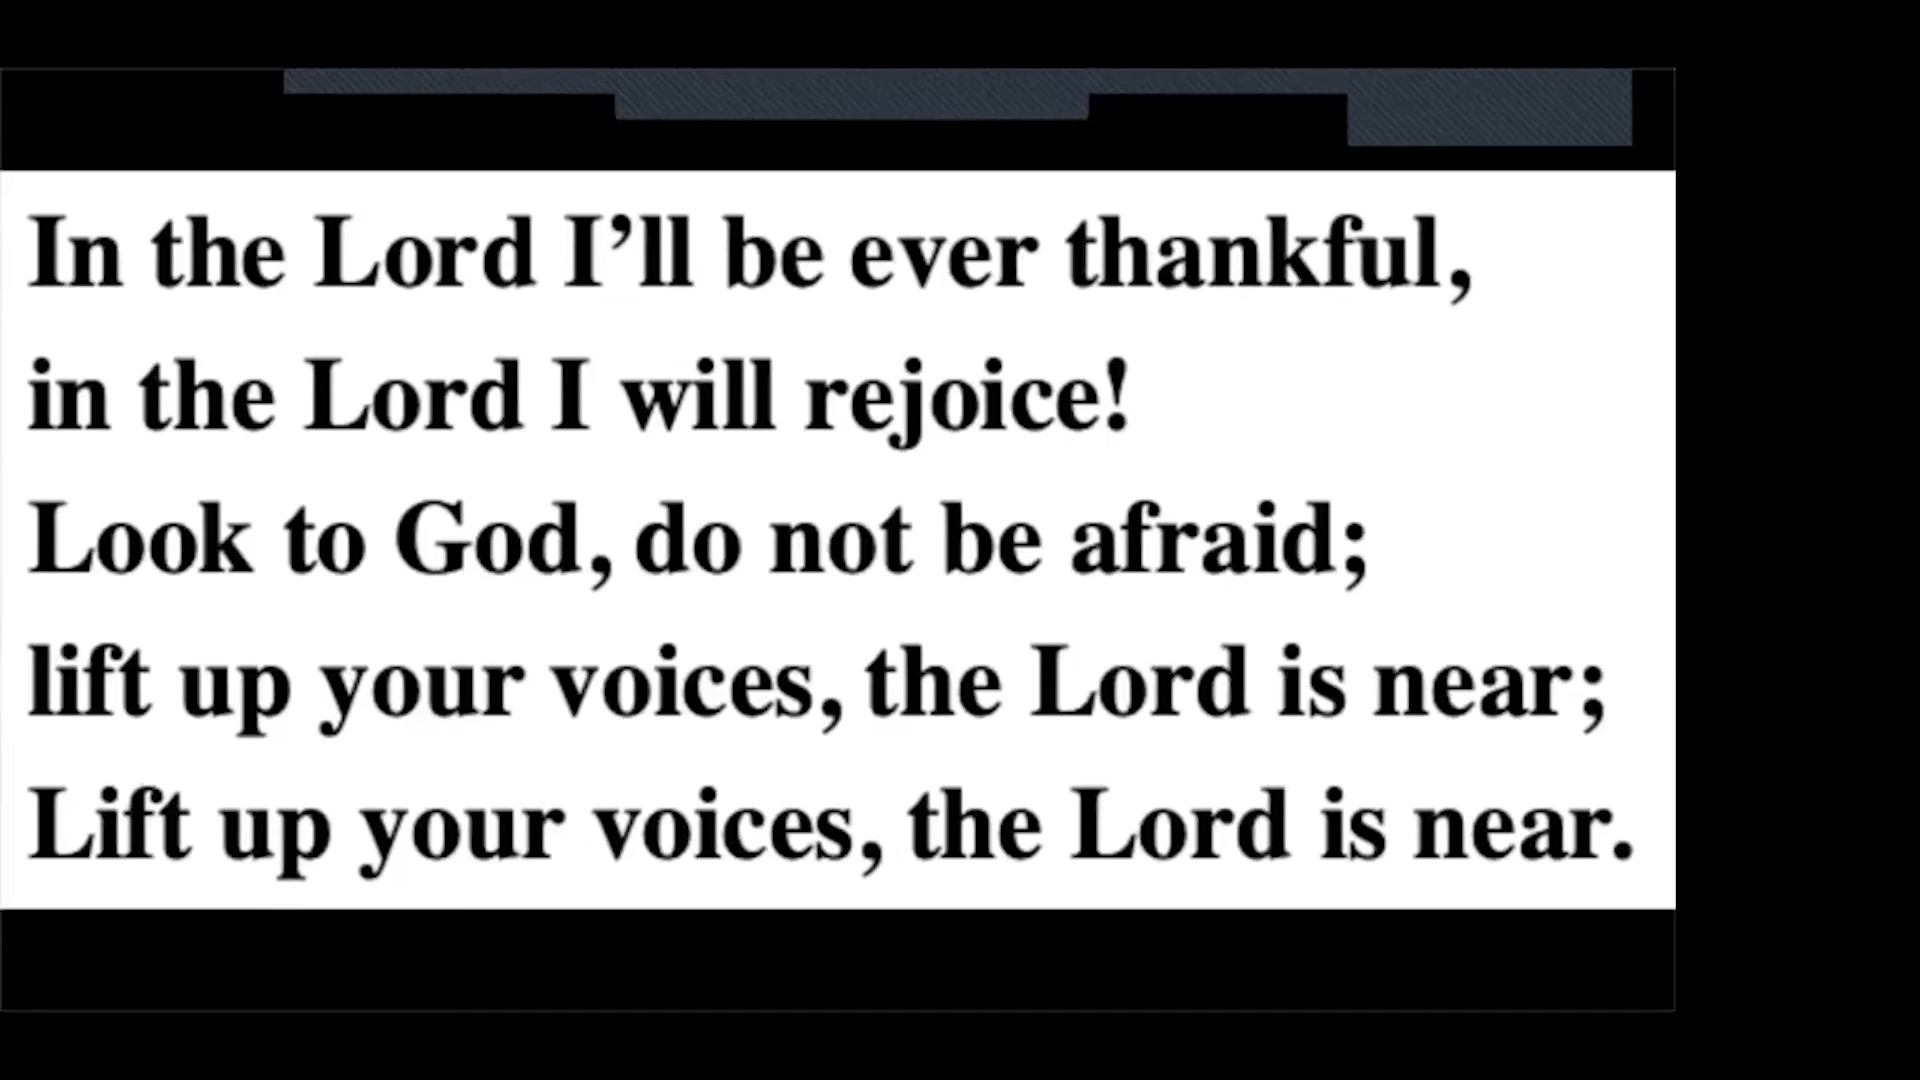 In the Lord I’ll be ever thankful,
in the Lord I will rejoice!
Look to God, do not be afraid;
lift up your voices, the Lord is near;
Lift up your voices, the Lord is near.